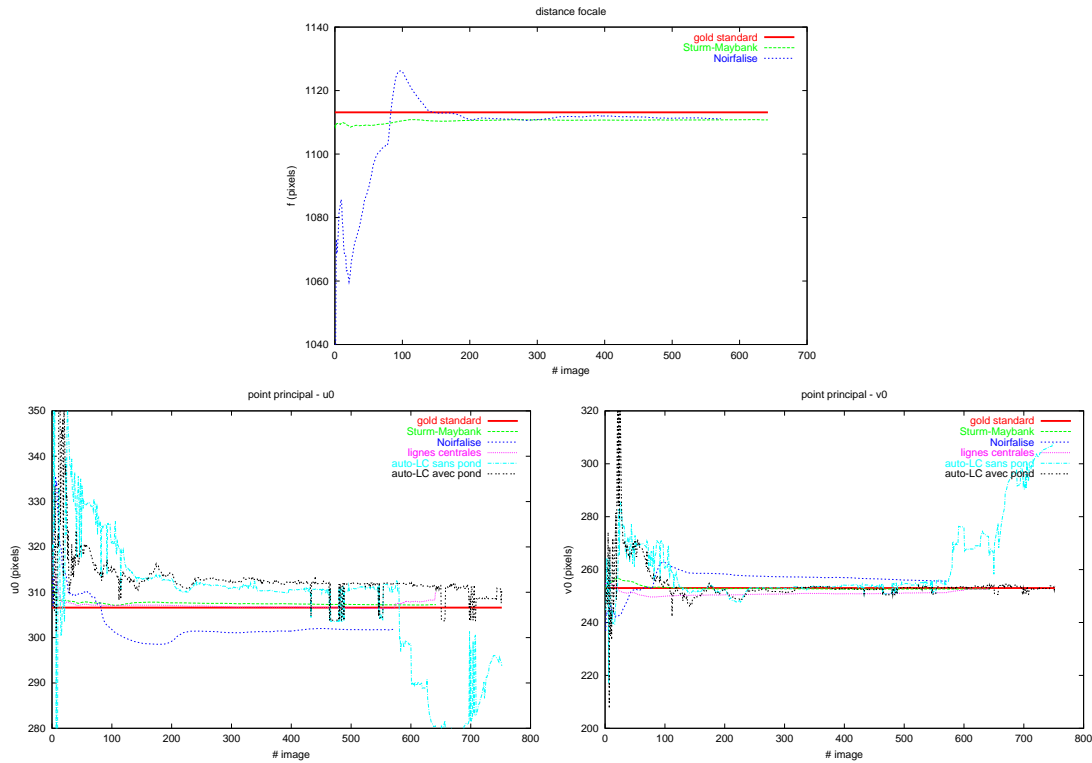 distance focale
gold standard
Sturm-Maybank
Noirfalise
1140
1120
1100
1080
1060
1040
f (pixels)
0 100 200 300 400 500 600 700
# image
point principal - u0
gold standard
Sturm-Maybank
Noirfalise
lignes centrales
auto-LC sans pond
auto-LC avec pond
350
340
330
320
310
300
290
280
u0 (pixels)
0 100 200 300 400 500 600 700 800
# image
point principal - v0
gold standard
Sturm-Maybank
Noirfalise
lignes centrales
auto-LC sans pond
auto-LC avec pond
320
300
280
260
240
220
200
v0 (pixels)
0 100 200 300 400 500 600 700 800
# image